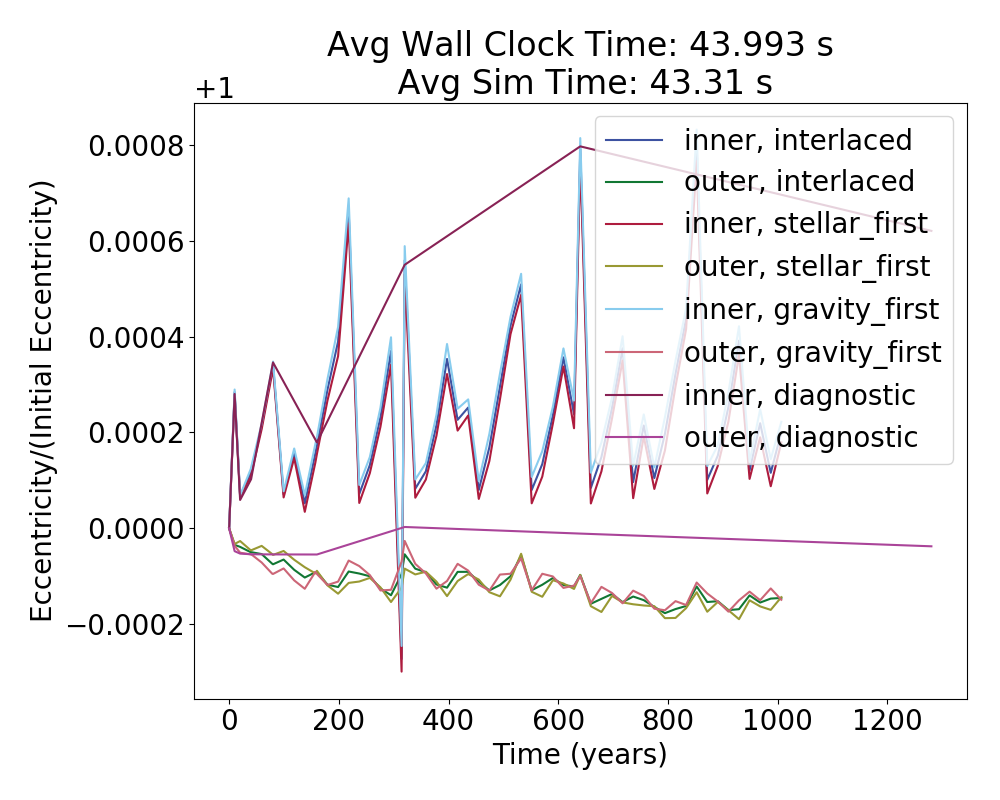 Avg Wall Clock Time: 43.993 s
Avg Sim Time: 43.31 s
+1
0.0008
0.0006
0.0004
0.0002
0.0000
−0.0002
Eccentricity/(Initial Eccentricity)
inner, interlaced
outer, interlaced
inner, stellar_first
outer, stellar_first
inner, gravity_first
outer, gravity_first
inner, diagnostic
outer, diagnostic
0 200 400 600 800 1000 1200
Time (years)